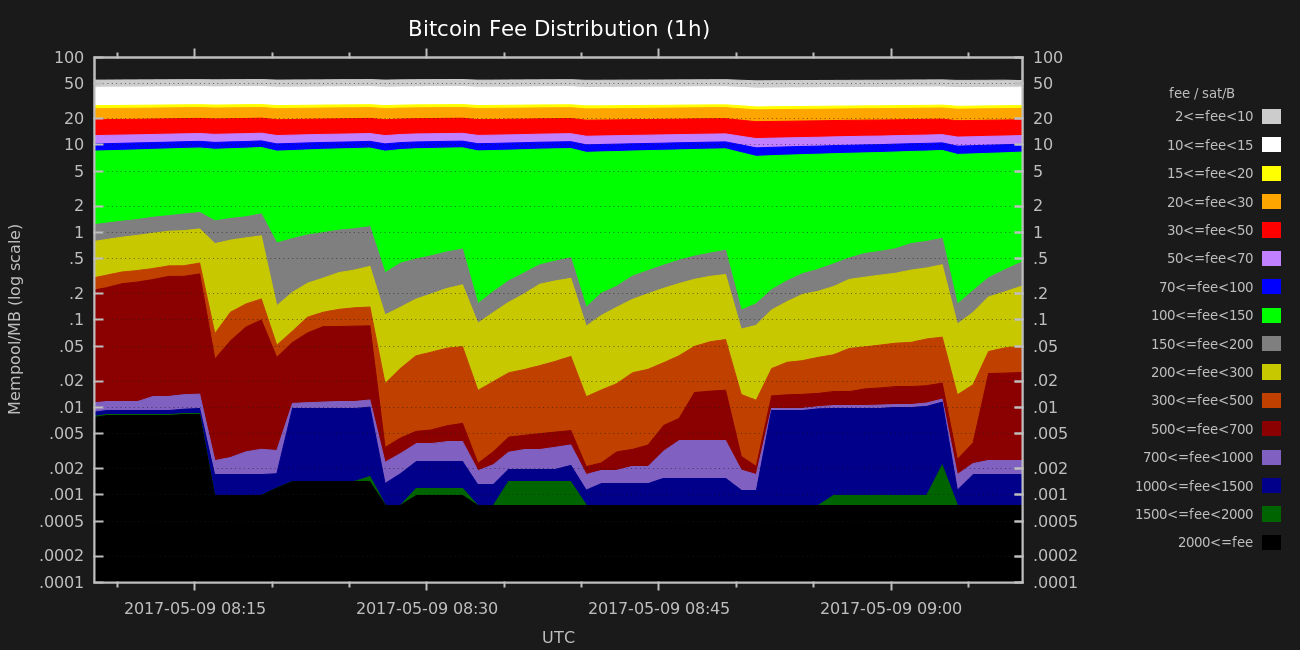 Bitcoin Fee Distribution (1h)
Mempool/MB (log scale)
100
50
20
10
5
2
1
.5
.2
.1
.05
.02
.01
.005
.002
.001
.0005
.0002
.0001
100
50
20
10
5
2
1
.5
.2
.1
.05
.02
.01
.005
.002
.001
.0005
.0002
.0001
2017-05-09 08:15 2017-05-09 08:30 2017-05-09 08:45 2017-05-09 09:00
UTC
fee / sat/B
2<=fee<10
10<=fee<15
15<=fee<20
20<=fee<30
30<=fee<50
50<=fee<70
70<=fee<100
100<=fee<150
150<=fee<200
200<=fee<300
300<=fee<500
500<=fee<700
700<=fee<1000
1000<=fee<1500
1500<=fee<2000
2000<=fee